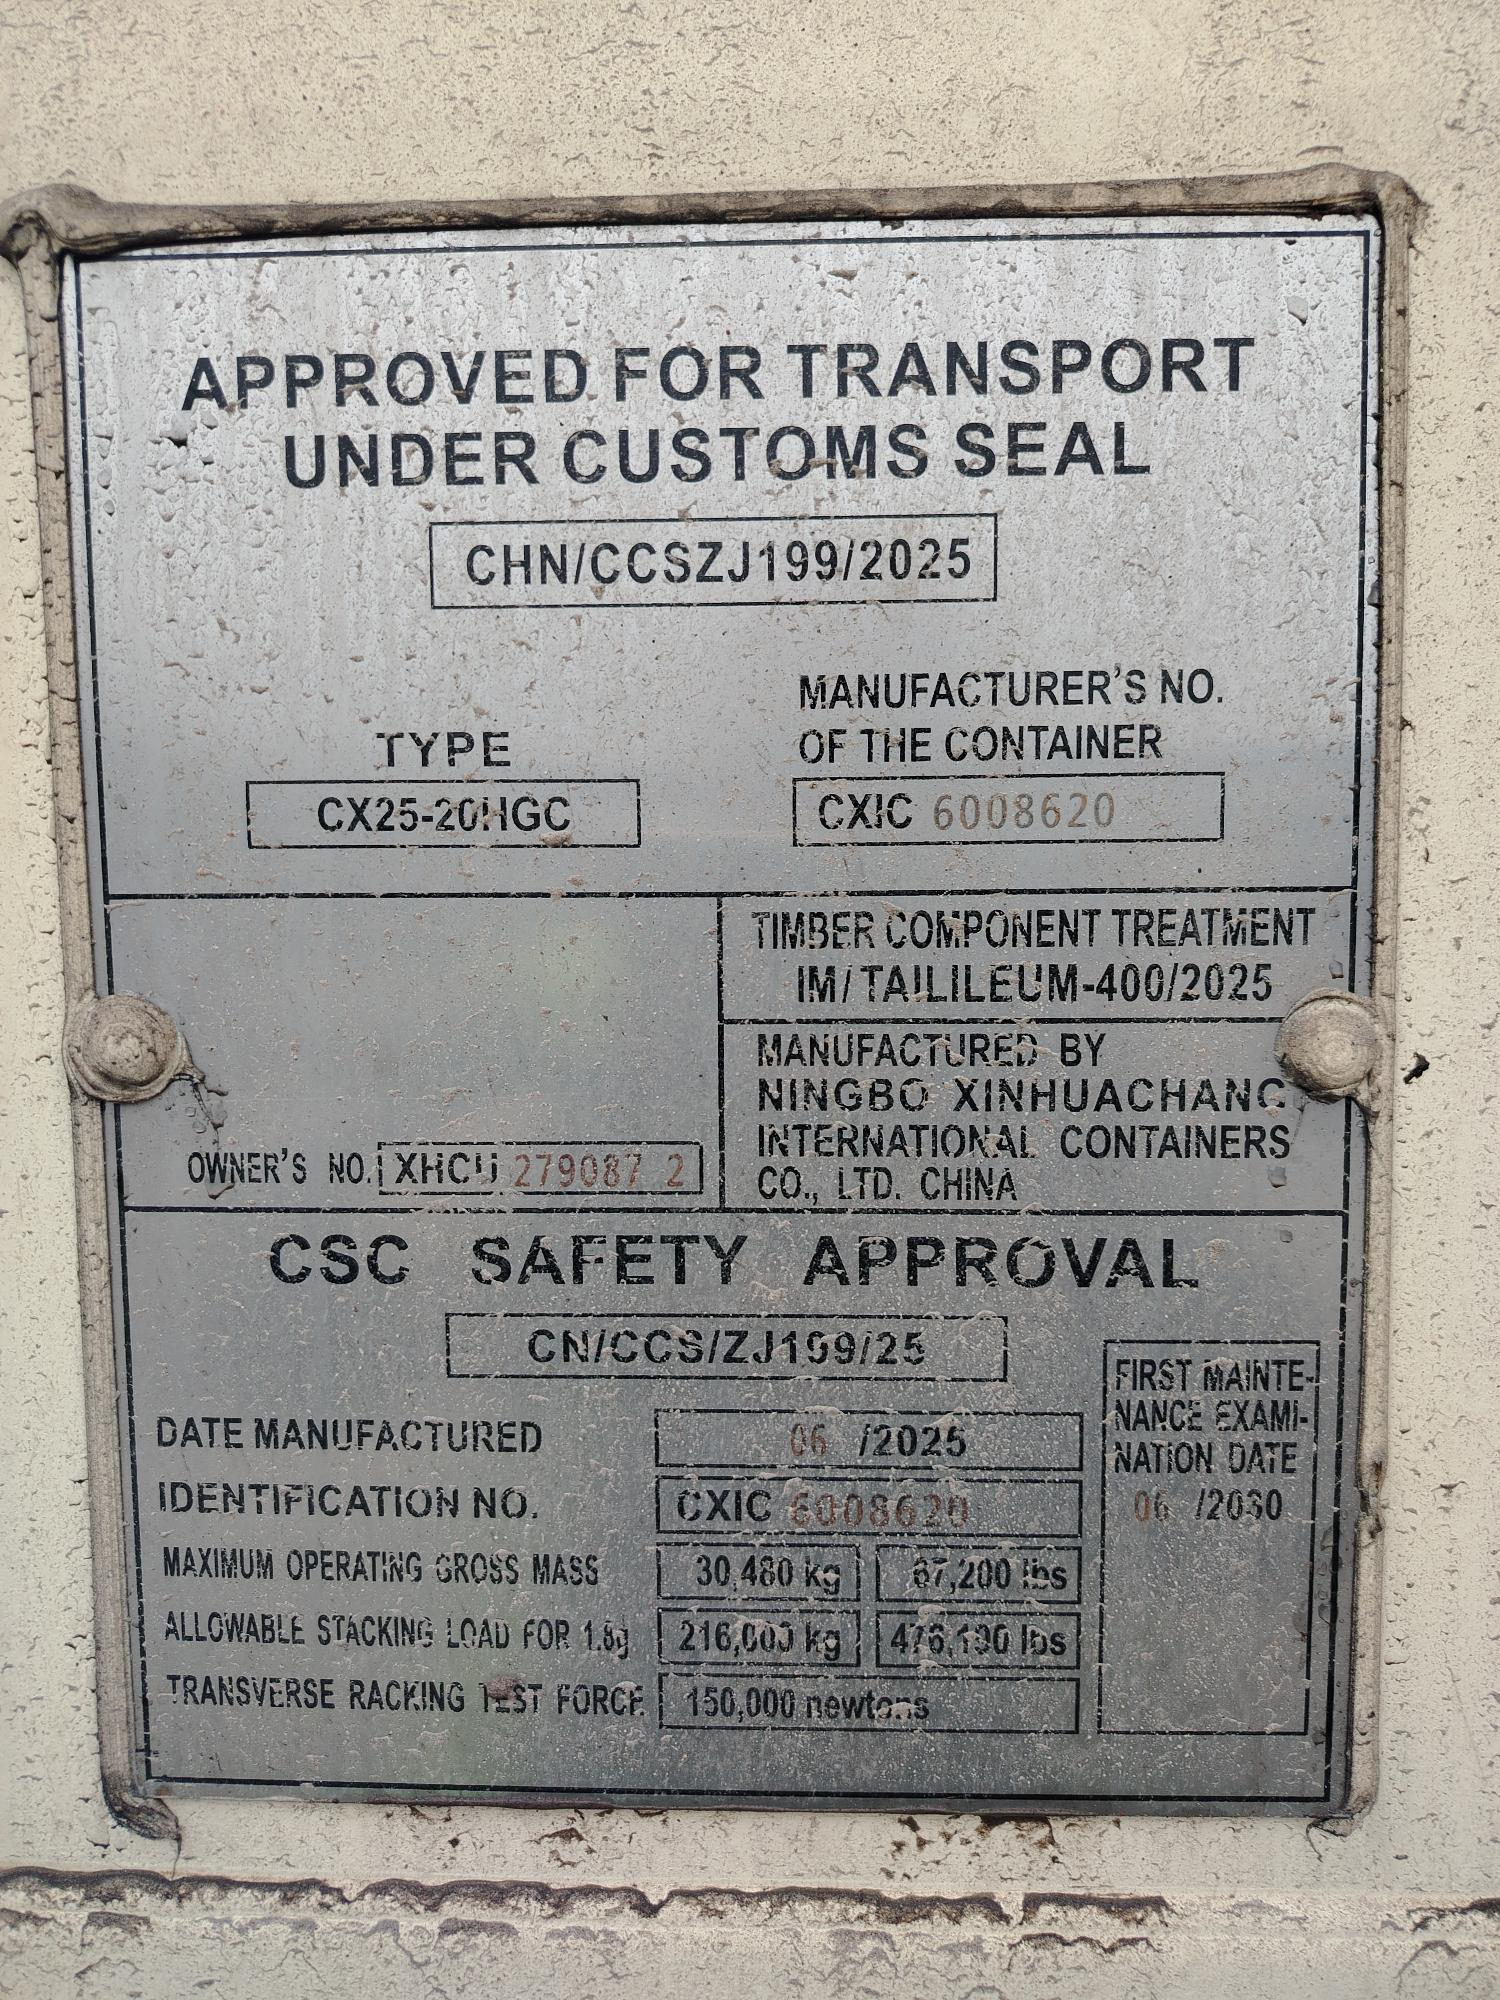 APPROVED FOR TRANSPORT
UNDER CUSTOMS SEAL
CHN/CCSZJ199/2025
TYPE
CX25-20HGC
MANUFACTURER'S NO.
OF THE CONTAINER
CXIC 6008620
TIMBER COMPONENT TREATMENT
IM/TAILILEUM-400/2025
MANUFACTURED BY
NINGBO XINHUACHANG
INTERNATIONAL CONTAINERS
CO., LTD. CHINA
OWNER'S NO. XHCU 279087 2
CSC SAFETY APPROVAL
CN/CCS/ZJ199/25
DATE MANUFACTURED 06 /2025
IDENTIFICATION NO. CXIC 6008620
MAXIMUM OPERATING GROSS MASS 30,480 kg 67,200 lbs
ALLOWABLE STACKING LOAD FOR 1.8g 216,000 kg 476,190 lbs
TRANSVERSE RACKING TEST FORCE 150,000 newtons
FIRST MAINTE-
NANCE EXAMI-
NATION DATE
06 /2030